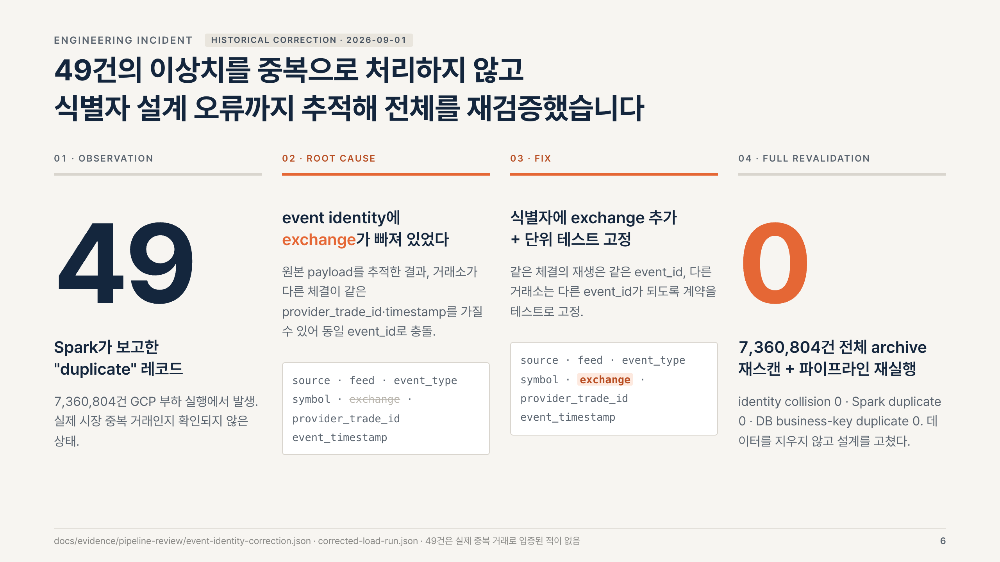 ENGINEERING INCIDENT
HISTORICAL CORRECTION · 2026-09-01
49건의 이상치를 중복으로 처리하지 않고
식별자 설계 오류까지 추적해 전체를 재검증했습니다
01 · OBSERVATION
49
Spark가 보고한
"duplicate" 레코드
7,360,804건 GCP 부하 실행에서 발생.
실제 시장 중복 거래인지 확인되지 않은
상태.
02 · ROOT CAUSE
event identity에
exchange가 빠져 있었다
원본 payload를 추적한 결과, 거래소가
다른 체결이 같은
provider_trade_id·timestamp를 가질
수 있어 동일 event_id로 충돌.
source · feed · event_type
symbol · exchange ·
provider_trade_id
event_timestamp
03 · FIX
식별자에 exchange 추가
+ 단위 테스트 고정
같은 체결의 재생은 같은 event_id, 다른
거래소는 다른 event_id가 되도록 계약을
테스트로 고정.
source · feed · event_type
symbol · exchange ·
provider_trade_id
event_timestamp
04 · FULL REVALIDATION
0
7,360,804건 전체 archive
재스캔 + 파이프라인 재실행
identity collision 0 · Spark duplicate
0 · DB business-key duplicate 0. 데
이터를 지우지 않고 설계를 고쳤다.
docs/evidence/pipeline-review/event-identity-correction.json · corrected-load-run.json · 49건은 실제 중복 거래로 입증된 적이 없음
6